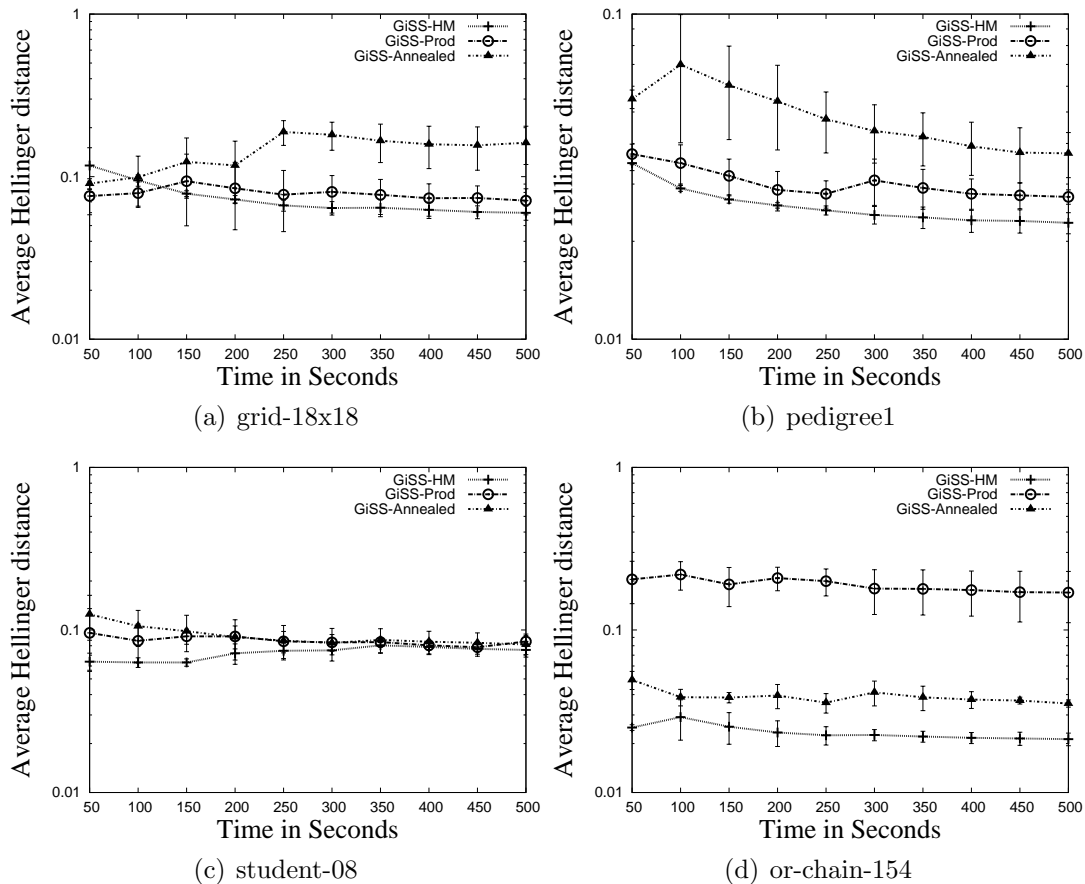 GiSS-HM
GiSS-Prod
GiSS-Annealed
1
0.1
0.01
Average Hellinger distance
50 100 150 200 250 300 350 400 450 500
Time in Seconds
(a) grid-18x18
GiSS-HM
GiSS-Prod
GiSS-Annealed
0.1
0.01
Average Hellinger distance
50 100 150 200 250 300 350 400 450 500
Time in Seconds
(b) pedigree1
GiSS-HM
GiSS-Prod
GiSS-Annealed
1
0.1
0.01
Average Hellinger distance
50 100 150 200 250 300 350 400 450 500
Time in Seconds
(c) student-08
GiSS-HM
GiSS-Prod
GiSS-Annealed
1
0.1
0.01
Average Hellinger distance
50 100 150 200 250 300 350 400 450 500
Time in Seconds
(d) or-chain-154